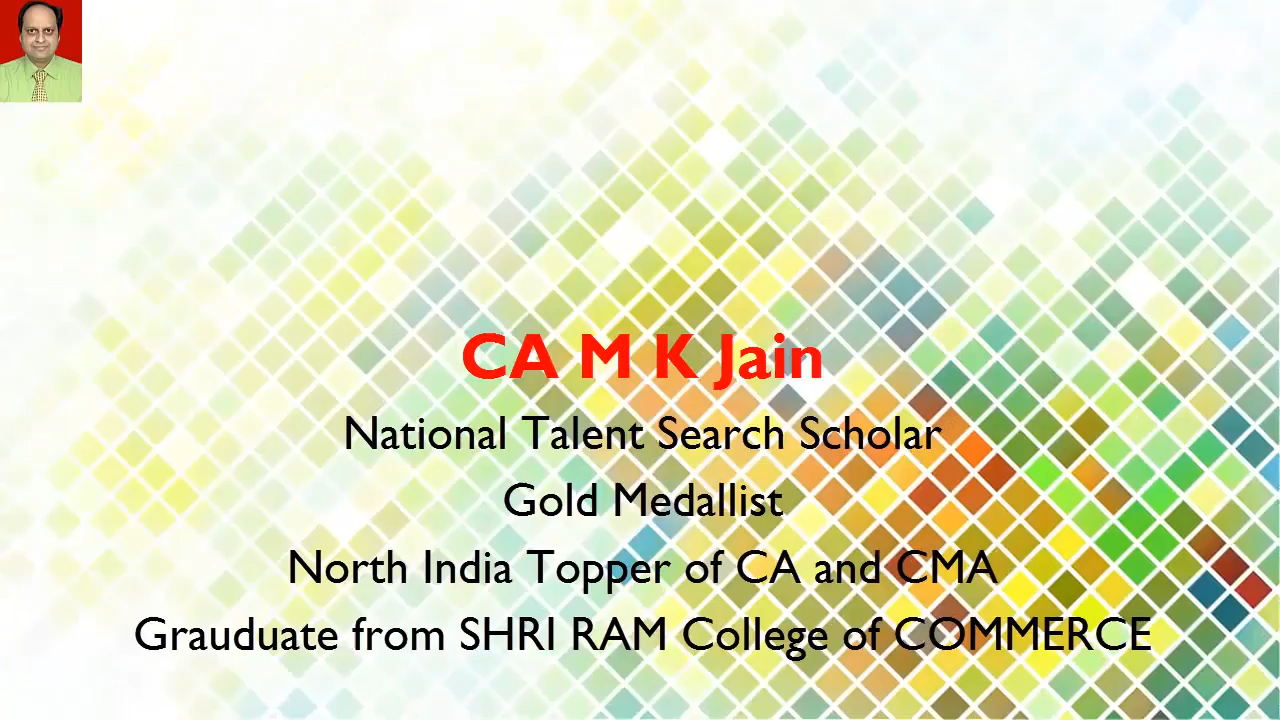 CA M K Jain
National Talent Search Scholar
Gold Medallist
North India Topper of CA and CMA
Grauduate from SHRI RAM College of COMMERCE